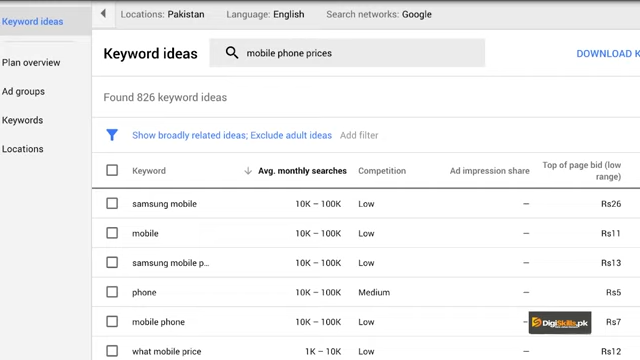 Keyword ideas
Plan overview
Ad groups
Keywords
Locations
Locations: Pakistan Language: English Search networks: Google
Keyword ideas mobile phone prices DOWNLOAD K
Found 826 keyword ideas
Show broadly related ideas; Exclude adult ideas Add filter
Keyword Avg. monthly searches Competition Ad impression share Top of page bid (low range)
samsung mobile 10K – 100K Low – Rs26
mobile 10K – 100K Low – Rs11
samsung mobile p... 10K – 100K Low – Rs13
phone 10K – 100K Medium – Rs5
mobile phone 10K – 100K Low – Rs7
DigiSkills.pk
what mobile price 1K – 10K Low – Rs12